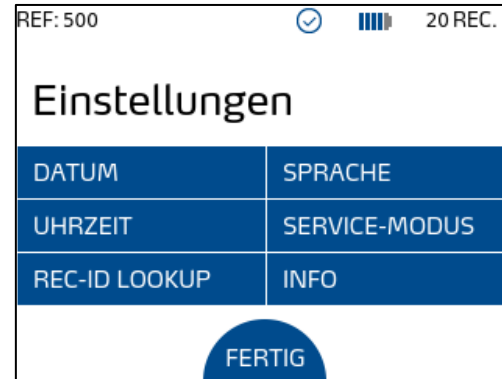 REF: 500 20 REC.
Einstellungen
DATUM SPRACHE
UHRZEIT SERVICE-MODUS
REC-ID LOOKUP INFO
FERTIG